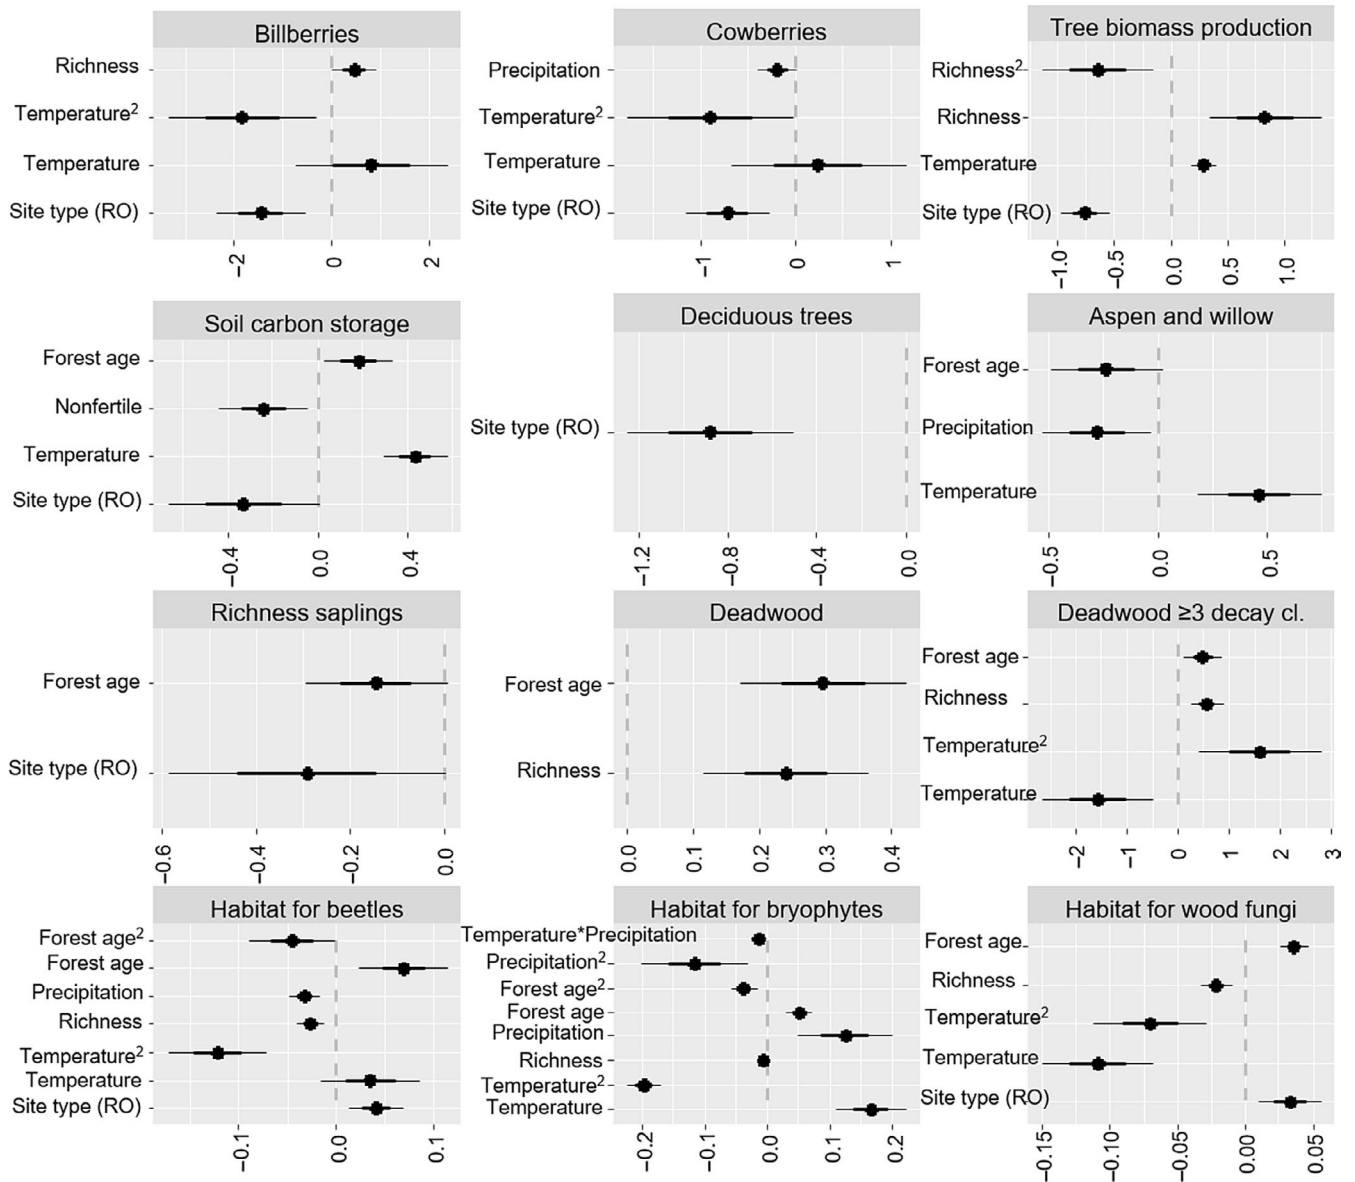 Billberries
Richness
Temperature2
Temperature
Site type (RO)
−2
0
2
Cowberries
Precipitation
Temperature2
Temperature
Site type (RO)
−1
0
1
Tree biomass production
Richness2
Richness
Temperature
Site type (RO)
−1.0
−0.5
0.0
0.5
1.0
Soil carbon storage
Forest age
Nonfertile
Temperature
Site type (RO)
−0.4
0.0
0.4
Deciduous trees
Site type (RO)
−1.2
−0.8
−0.4
0.0
Aspen and willow
Forest age
Precipitation
Temperature
−0.5
0.0
0.5
Richness saplings
Forest age
Site type (RO)
−0.6
−0.4
−0.2
0.0
Deadwood
Forest age
Richness
0.0
0.1
0.2
0.3
0.4
Deadwood ≥3 decay cl.
Forest age
Richness
Temperature2
Temperature
−2
−1
0
1
2
3
Habitat for beetles
Forest age2
Forest age
Precipitation
Richness
Temperature2
Temperature
Site type (RO)
−0.1
0.0
0.1
Habitat for bryophytes
Temperature*Precipitation
Precipitation2
Forest age2
Forest age
Precipitation
Richness
Temperature2
Temperature
−0.2
−0.1
0.0
0.1
0.2
Habitat for wood fungi
Forest age
Richness
Temperature2
Temperature
Site type (RO)
−0.15
−0.10
−0.05
0.00
0.05